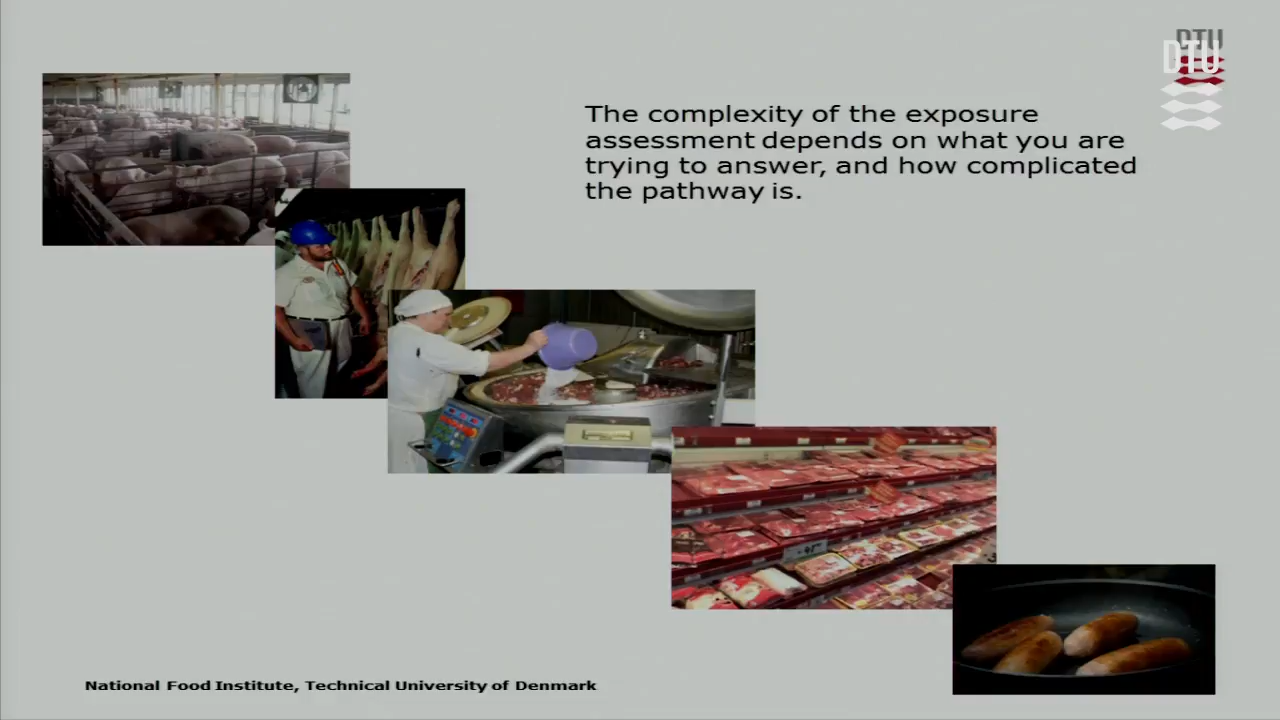 DTU
DTU
The complexity of the exposure
assessment depends on what you are
trying to answer, and how complicated
the pathway is.
National Food Institute, Technical University of Denmark